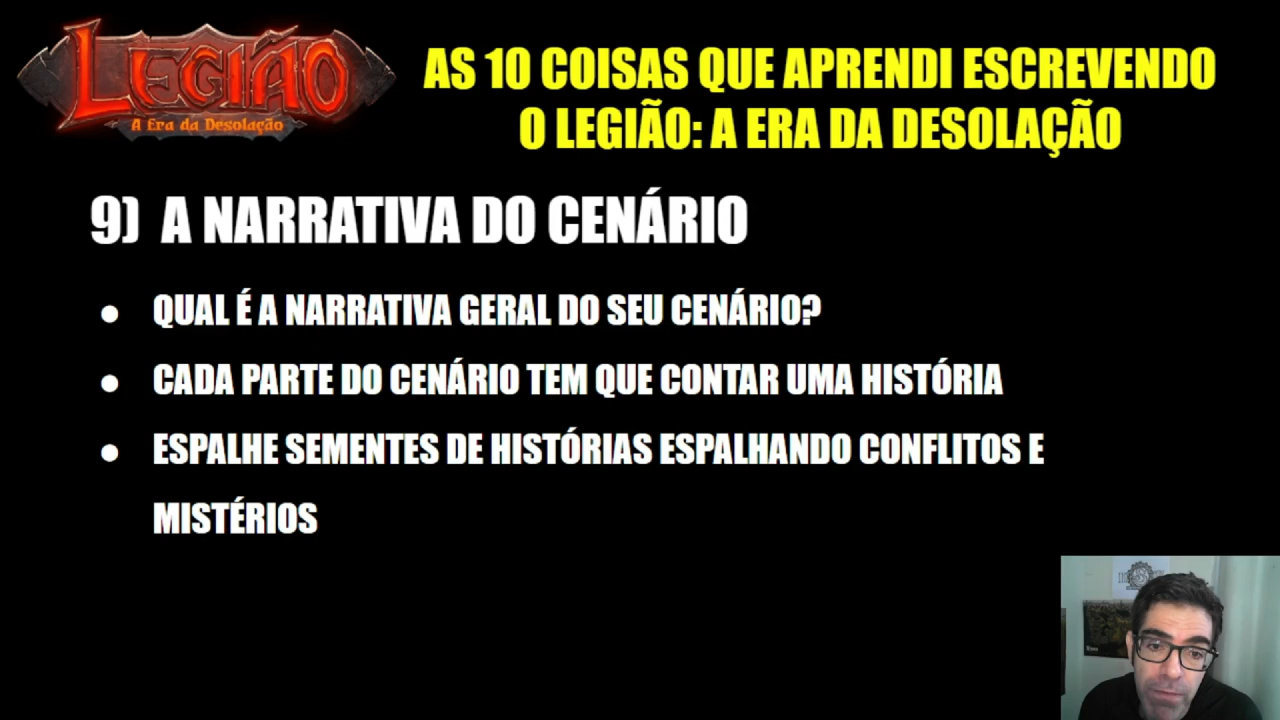 LEGIÃO
A Era da Desolação
AS 10 COISAS QUE APRENDI ESCREVENDO
O LEGIÃO: A ERA DA DESOLAÇÃO
9) A NARRATIVA DO CENÁRIO
● QUAL É A NARRATIVA GERAL DO SEU CENÁRIO?
● CADA PARTE DO CENÁRIO TEM QUE CONTAR UMA HISTÓRIA
● ESPALHE SEMENTES DE HISTÓRIAS ESPALHANDO CONFLITOS E
MISTÉRIOS